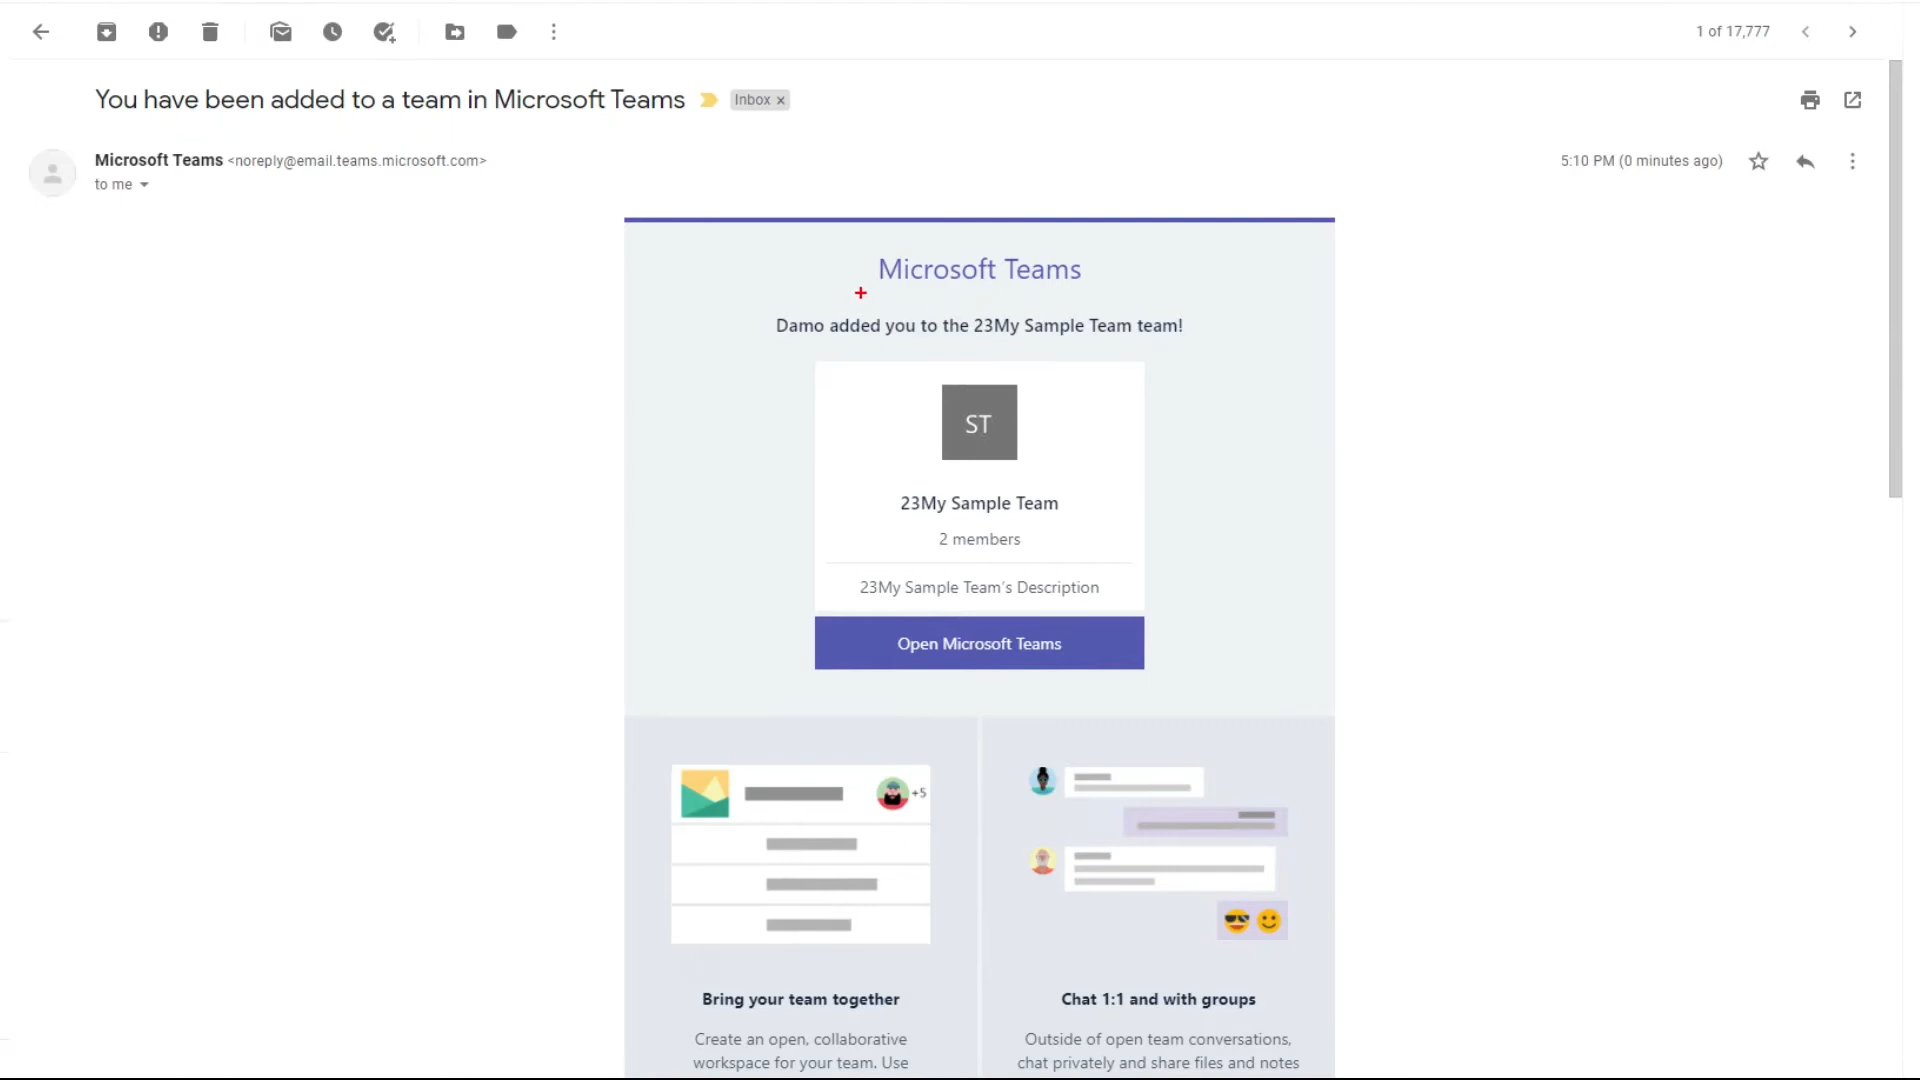 1 of 17,777
You have been added to a team in Microsoft Teams
Inbox ×
Microsoft Teams <noreply@email.teams.microsoft.com>
5:10 PM (0 minutes ago)
to me
Microsoft Teams
Damo added you to the 23My Sample Team team!
ST
23My Sample Team
2 members
23My Sample Team's Description
Open Microsoft Teams
+5
Bring your team together
Create an open, collaborative
workspace for your team. Use
Chat 1:1 and with groups
Outside of open team conversations,
chat privately and share files and notes